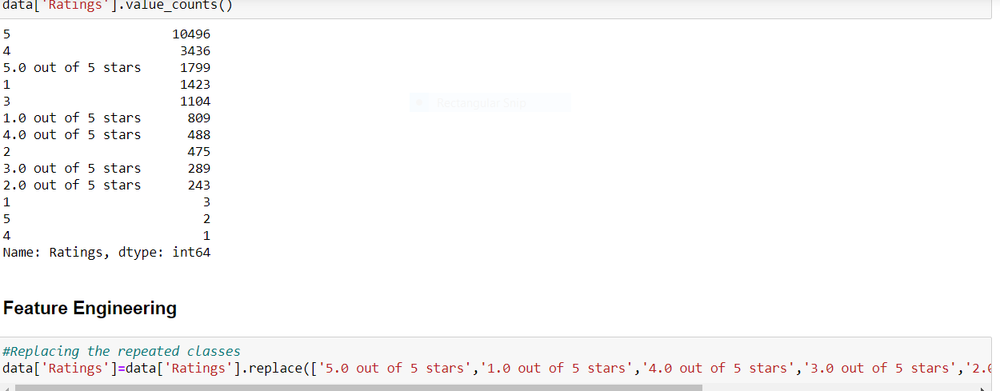 data['Ratings'].value_counts()
5 10496
4 3436
5.0 out of 5 stars 1799
1 1423
3 1104
1.0 out of 5 stars 809
4.0 out of 5 stars 488
2 475
3.0 out of 5 stars 289
2.0 out of 5 stars 243
1 3
5 2
4 1
Name: Ratings, dtype: int64
Rectangular Snip
Feature Engineering
#Replacing the repeated classes
data['Ratings']=data['Ratings'].replace(['5.0 out of 5 stars','1.0 out of 5 stars','4.0 out of 5 stars','3.0 out of 5 stars','2.